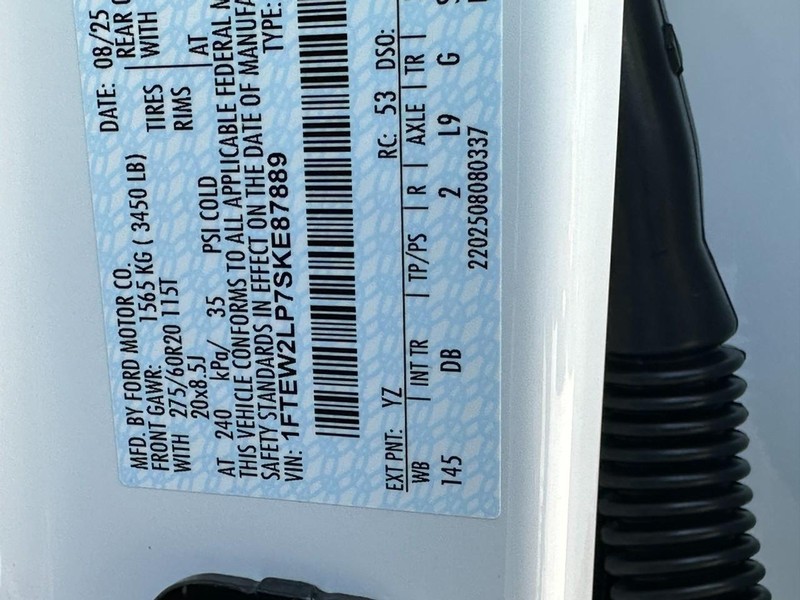 MFD. BY FORD MOTOR CO. DATE: 08/25
FRONT GAWR: 1565 KG ( 3450 LB) REAR
WITH 275/60R20 115T TIRES WITH
20x8.5J RIMS
AT 240 kPa/ 35 PSI COLD AT
THIS VEHICLE CONFORMS TO ALL APPLICABLE FEDERAL
SAFETY STANDARDS IN EFFECT ON THE DATE OF
VIN: 1FTEW2LP7SKE87889 TYPE:
EXT PNT: YZ RC: 53 DSO:
WB INT TR TP/PS R AXLE TR
145 DB 2 L9 G
2202508080337